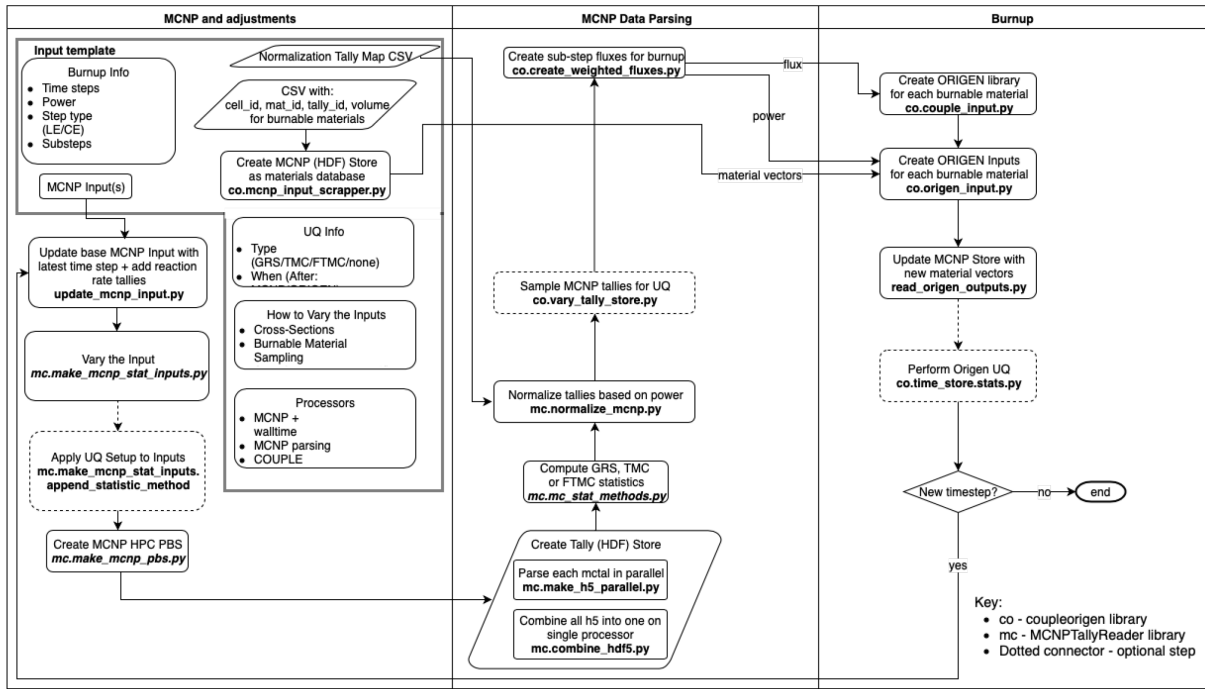 MCNP and adjustments
MCNP Data Parsing
Burnup
Input template
Burnup Info
Time steps
Power
Step type
(LE/CE)
Substeps
MCNP Input(s)
Normalization Tally Map CSV
CSV with:
cell_id, mat_id, tally_id, volume
for burnable materials
Create MCNP (HDF) Store
as materials database
co.mcnp_input_scrapper.py
UQ Info
Type
(GRS/TMC/FTMC/none)
When (After:
How to Vary the Inputs
Cross-Sections
Burnable Material
Sampling
Processors
MCNP +
walltime
MCNP parsing
COUPLE
Update base MCNP Input with
latest time step + add reaction
rate tallies
update_mcnp_input.py
Vary the Input
mc.make_mcnp_stat_inputs.py
Apply UQ Setup to Inputs
mc.make_mcnp_stat_inputs.
append_statistic_method
Create MCNP HPC PBS
mc.make_mcnp_pbs.py
Create sub-step fluxes for burnup
co.create_weighted_fluxes.py
Sample MCNP tallies for UQ
co.vary_tally_store.py
Normalize tallies based on power
mc.normalize_mcnp.py
Compute GRS, TMC
or FTMC statistics
mc.mc_stat_methods.py
Create Tally (HDF) Store
Parse each mctal in parallel
mc.make_h5_parallel.py
Combine all h5 into one on
single processor
mc.combine_hdf5.py
flux
power
material vectors
Create ORIGEN library
for each burnable material
co.couple_input.py
Create ORIGEN Inputs
for each burnable material
co.origen_input.py
Update MCNP Store with
new material vectors
read_origen_outputs.py
Perform Origen UQ
co.time_store.stats.py
New timestep?
no
end
yes
Key:
co - coupleorigen library
mc - MCNPTallyReader library
Dotted connector - optional step